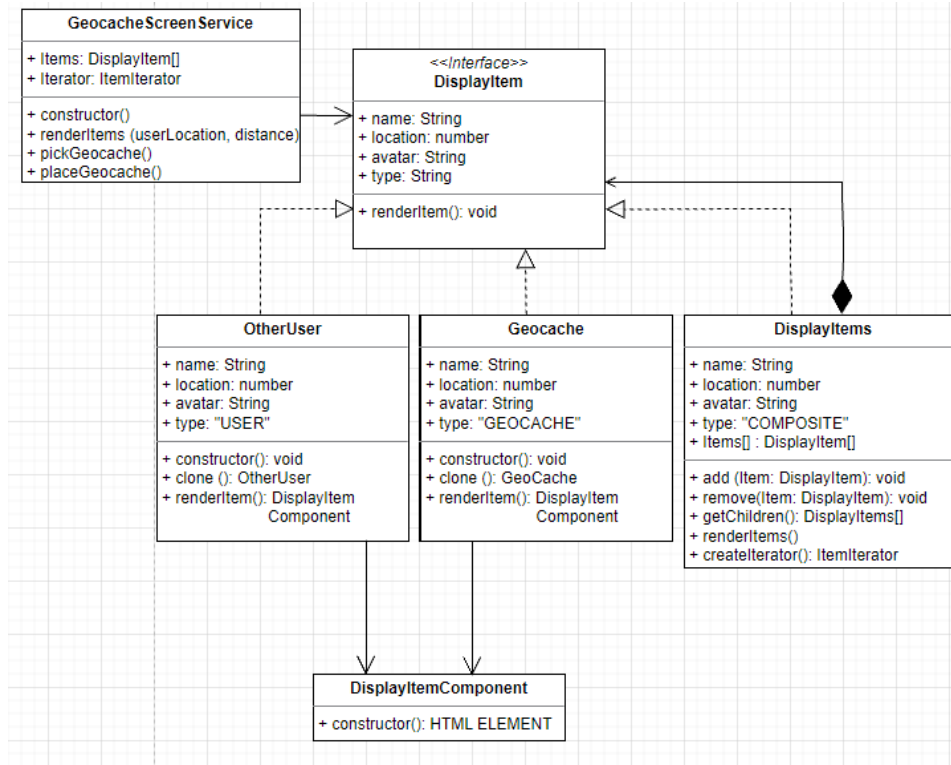 GeocacheScreenService
+ Items: DisplayItem[]
+ Iterator: ItemIterator
+ constructor()
+ renderItems (userLocation, distance)
+ pickGeocache()
+ placeGeocache()
<<Interface>>
DisplayItem
+ name: String
+ location: number
+ avatar: String
+ type: String
+ renderItem(): void
OtherUser
+ name: String
+ location: number
+ avatar: String
+ type: "USER"
+ constructor(): void
+ clone (): OtherUser
+ renderItem(): DisplayItem
Component
Geocache
+ name: String
+ location: number
+ avatar: String
+ type: "GEOCACHE"
+ constructor(): void
+ clone (): GeoCache
+ renderItem(): DisplayItem
Component
DisplayItems
+ name: String
+ location: number
+ avatar: String
+ type: "COMPOSITE"
+ Items[] : DisplayItem[]
+ add (Item: DisplayItem): void
+ remove(Item: DisplayItem): void
+ getChildren(): DisplayItems[]
+ renderItems()
+ createIterator(): ItemIterator
DisplayItemComponent
+ constructor(): HTML ELEMENT